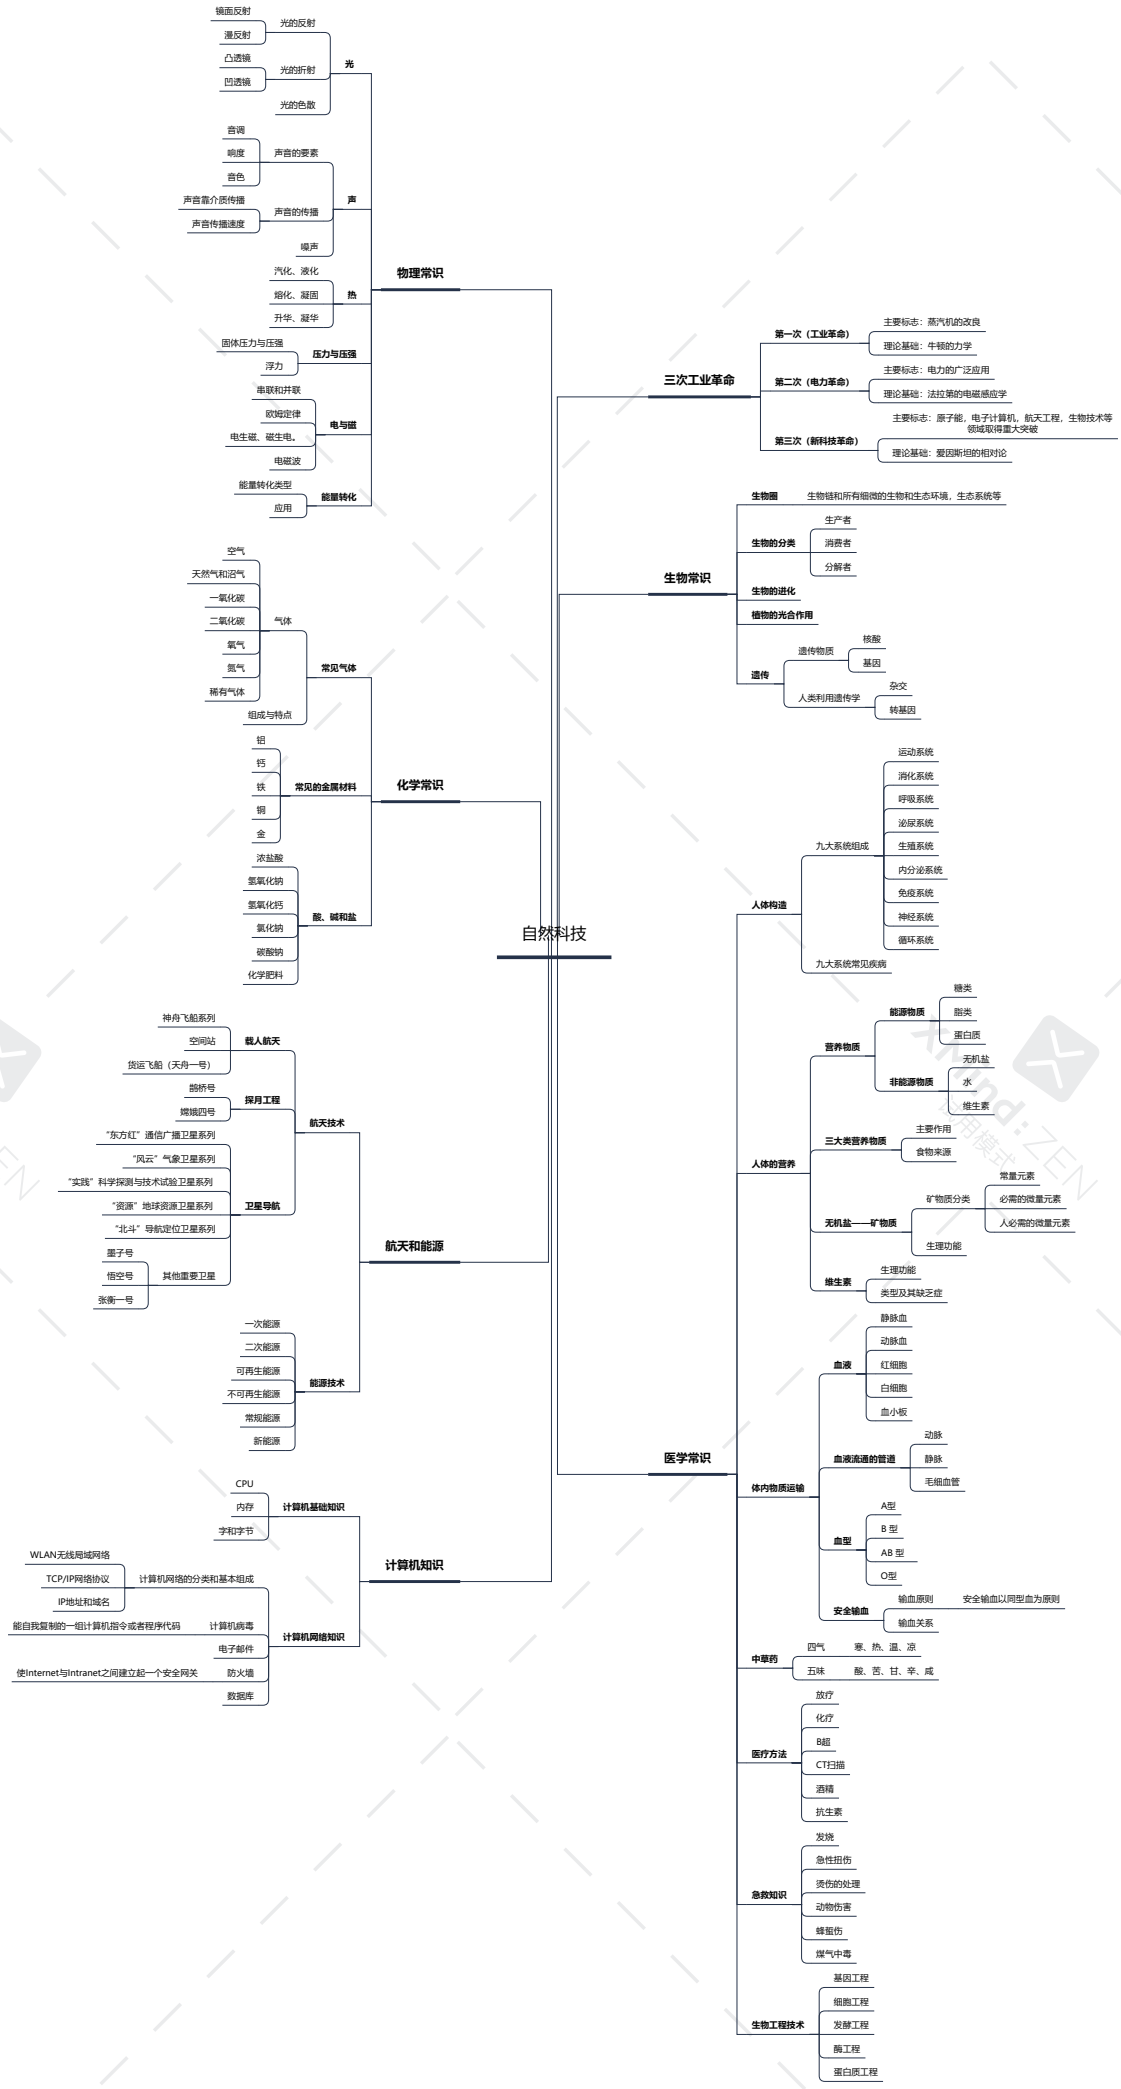 自然科技
物理常识
光
光的反射
镜面反射
漫反射
光的折射
凸透镜
凹透镜
光的色散
声
声音的要素
音调
响度
音色
声音的传播
声音靠介质传播
声音传播速度
噪声
热
汽化、液化
熔化、凝固
升华、凝华
压力与压强
固体压力与压强
浮力
电与磁
串联和并联
欧姆定律
电生磁、磁生电。
电磁波
能量转化
能量转化类型
应用
化学常识
常见气体
气体
空气
天然气和沼气
一氧化碳
二氧化碳
氧气
氮气
稀有气体
组成与特点
常见的金属材料
铝
钙
铁
铜
金
酸、碱和盐
浓盐酸
氢氧化钠
氢氧化钙
氯化钠
碳酸钠
化学肥料
航天和能源
航天技术
载人航天
神舟飞船系列
空间站
货运飞船（天舟一号）
探月工程
鹊桥号
嫦娥四号
卫星导航
“东方红”通信广播卫星系列
“风云”气象卫星系列
“实践”科学探测与技术试验卫星系列
“资源”地球资源卫星系列
“北斗”导航定位卫星系列
其他重要卫星
墨子号
悟空号
张衡一号
能源技术
一次能源
二次能源
可再生能源
不可再生能源
常规能源
新能源
计算机知识
计算机基础知识
CPU
内存
字和字节
计算机网络知识
计算机网络的分类和基本组成
WLAN无线局域网络
TCP/IP网络协议
IP地址和域名
计算机病毒
能自我复制的一组计算机指令或者程序代码
电子邮件
防火墙
使Internet与Intranet之间建立起一个安全网关
数据库
三次工业革命
第一次（工业革命）
主要标志：蒸汽机的改良
理论基础：牛顿的力学
第二次（电力革命）
主要标志：电力的广泛应用
理论基础：法拉第的电磁感应学
第三次（新科技革命）
主要标志：原子能，电子计算机，航天工程，生物技术等
领域取得重大突破
理论基础：爱因斯坦的相对论
生物常识
生物圈
生物链和所有细微的生物和生态环境，生态系统等
生物的分类
生产者
消费者
分解者
生物的进化
植物的光合作用
遗传
遗传物质
核酸
基因
人类利用遗传学
杂交
转基因
医学常识
人体构造
九大系统组成
运动系统
消化系统
呼吸系统
泌尿系统
生殖系统
内分泌系统
免疫系统
神经系统
循环系统
九大系统常见疾病
人体的营养
营养物质
能源物质
糖类
脂类
蛋白质
非能源物质
无机盐
水
维生素
三大类营养物质
主要作用
食物来源
无机盐——矿物质
矿物质分类
常量元素
必需的微量元素
人必需的微量元素
生理功能
维生素
生理功能
类型及其缺乏症
体内物质运输
血液
静脉血
动脉血
红细胞
白细胞
血小板
血液流通的管道
动脉
静脉
毛细血管
血型
A型
B 型
AB 型
O型
安全输血
输血原则
安全输血以同型血为原则
输血关系
中草药
四气
寒、热、温、凉
五味
酸、苦、甘、辛、咸
医疗方法
放疗
化疗
B超
CT扫描
酒精
抗生素
急救知识
发烧
急性扭伤
烫伤的处理
动物伤害
蜂蜇伤
煤气中毒
生物工程技术
基因工程
细胞工程
发酵工程
酶工程
蛋白质工程
XMind:ZEN
试用模式
EN